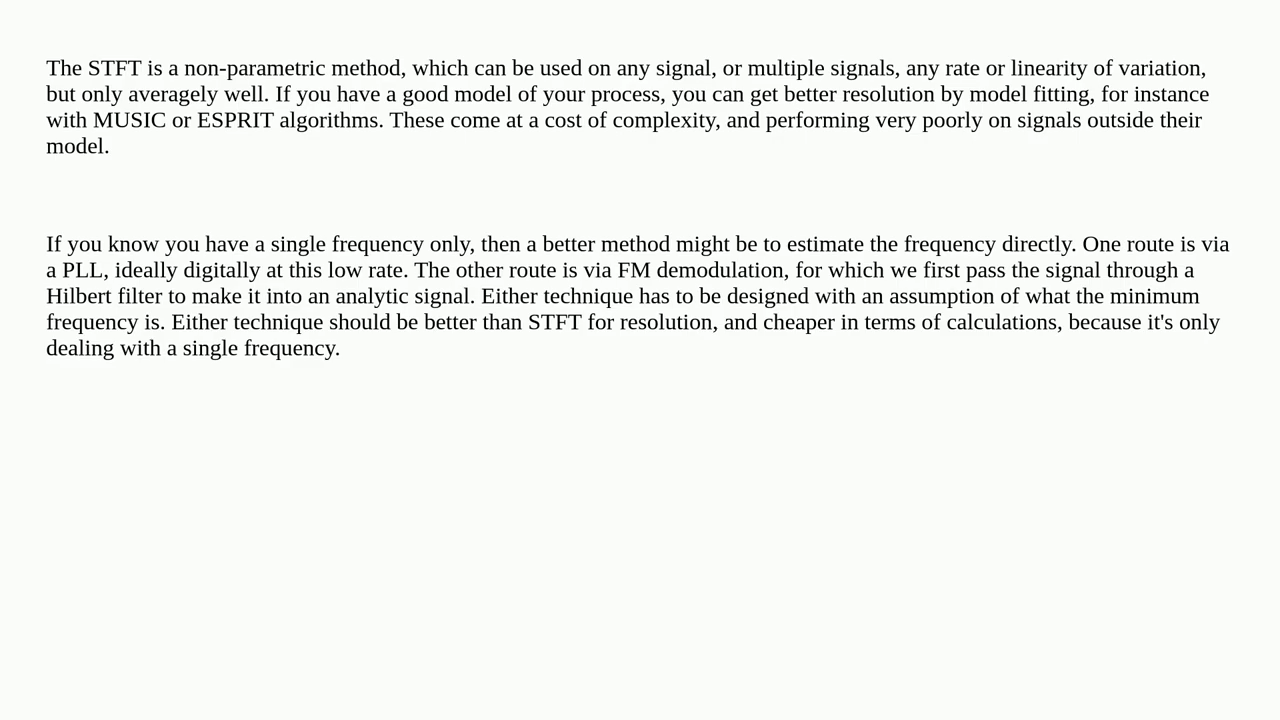 The STFT is a non-parametric method, which can be used on any signal, or multiple signals, any rate or linearity of variation,
but only averagely well. If you have a good model of your process, you can get better resolution by model fitting, for instance
with MUSIC or ESPRIT algorithms. These come at a cost of complexity, and performing very poorly on signals outside their
model.
If you know you have a single frequency only, then a better method might be to estimate the frequency directly. One route is via
a PLL, ideally digitally at this low rate. The other route is via FM demodulation, for which we first pass the signal through a
Hilbert filter to make it into an analytic signal. Either technique has to be designed with an assumption of what the minimum
frequency is. Either technique should be better than STFT for resolution, and cheaper in terms of calculations, because it's only
dealing with a single frequency.